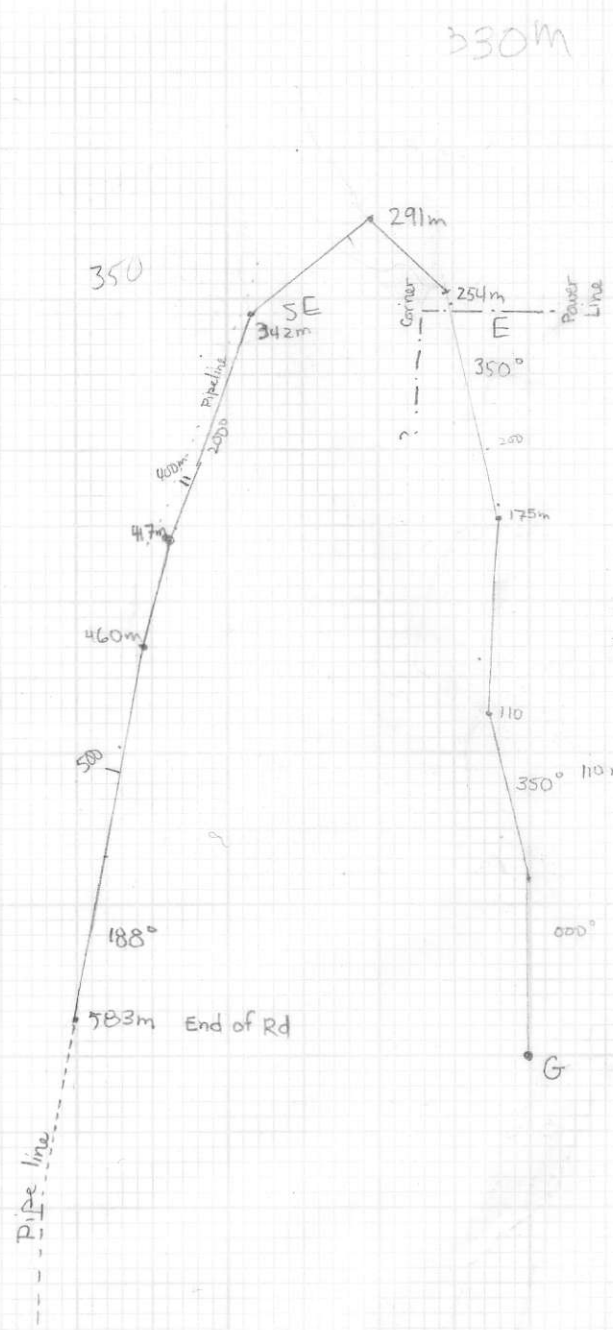 330m
291m
350
254m
Corner
Power
Line
SE
342m
E
350°
Pipeline
2000
200
400m
175m
417m
460m
110
500
350°
110
188°
000°
583m End of Rd
G
Pipe line